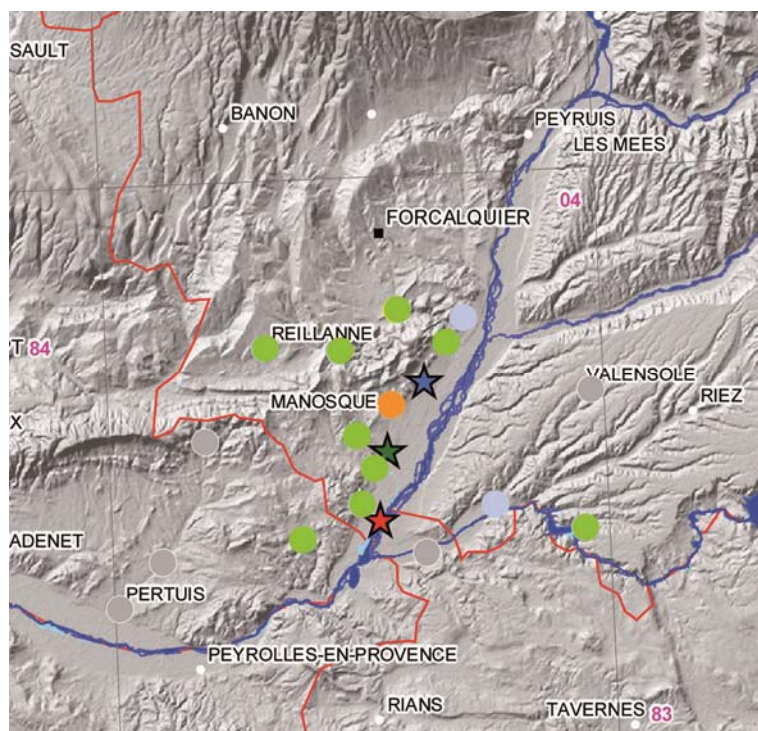 SAULT
BANON
PEYRUIS
LES MEES
04
FORCALQUIER
REILLANNE
T 84
VALENSOLE
MANOSQUE
RIEZ
X
ADENET
PERTUIS
PEYROLLES-EN-PROVENCE
RIANS
TAVERNES 83